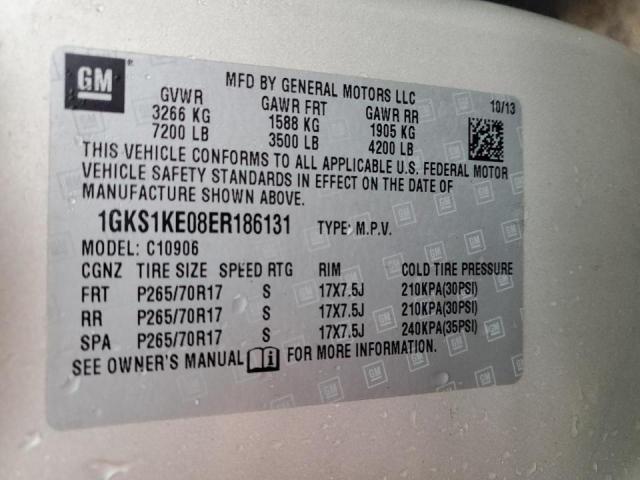 GM
MFD BY GENERAL MOTORS LLC
GVWR GAWR FRT GAWR RR 10/13
3266 KG 1588 KG 1905 KG
7200 LB 3500 LB 4200 LB
THIS VEHICLE CONFORMS TO ALL APPLICABLE U.S. FEDERAL MOTOR
VEHICLE SAFETY STANDARDS IN EFFECT ON THE DATE OF
MANUFACTURE SHOWN ABOVE.
1GKS1KE08ER186131 TYPE: M.P.V.
MODEL: C10906
CGNZ TIRE SIZE SPEED RTG RIM COLD TIRE PRESSURE
FRT P265/70R17 S 17X7.5J 210KPA(30PSI)
RR P265/70R17 S 17X7.5J 210KPA(30PSI)
SPA P265/70R17 S 17X7.5J 240KPA(35PSI)
SEE OWNER'S MANUAL i FOR MORE INFORMATION.